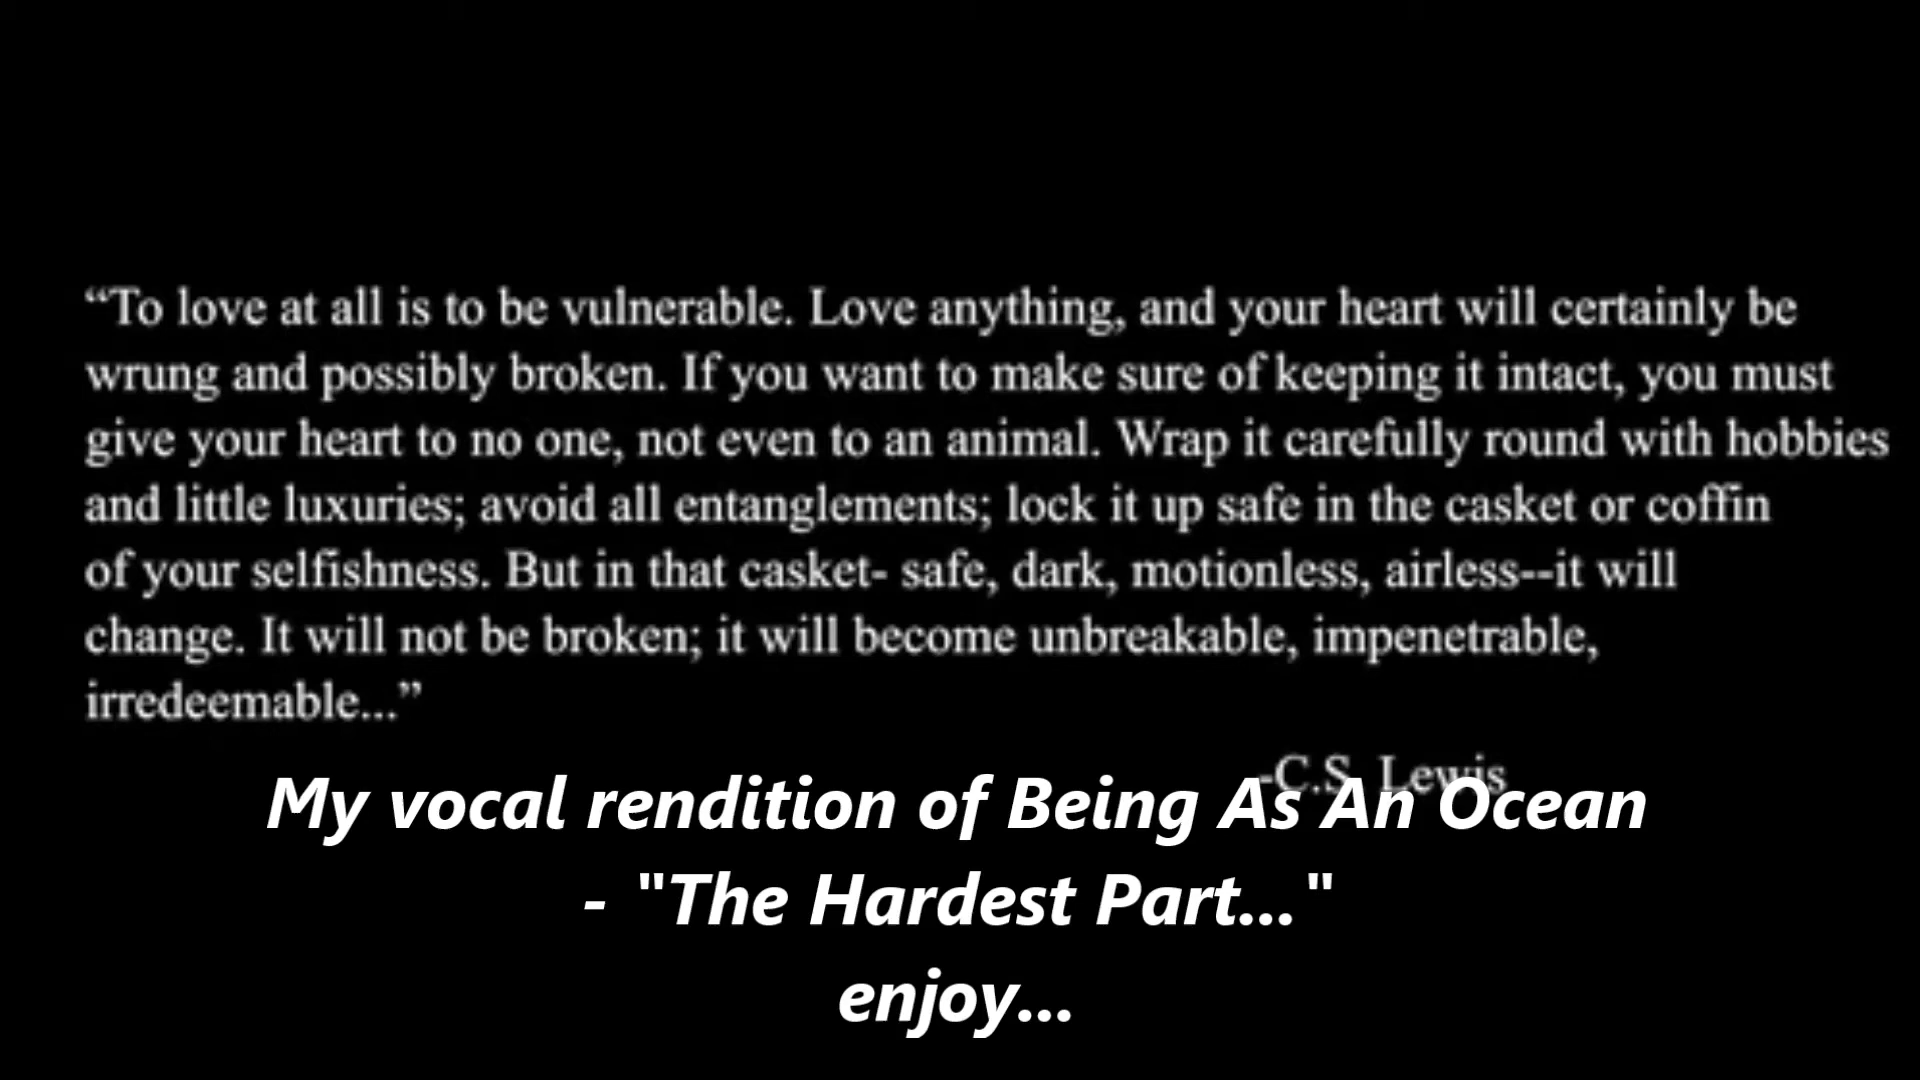 “To love at all is to be vulnerable. Love anything, and your heart will certainly be
wrung and possibly broken. If you want to make sure of keeping it intact, you must
give your heart to no one, not even to an animal. Wrap it carefully round with hobbies
and little luxuries; avoid all entanglements; lock it up safe in the casket or coffin
of your selfishness. But in that casket- safe, dark, motionless, airless--it will
change. It will not be broken; it will become unbreakable, impenetrable,
irredeemable...”
-C.S. Lewis
My vocal rendition of Being As An Ocean
- "The Hardest Part..."
enjoy...